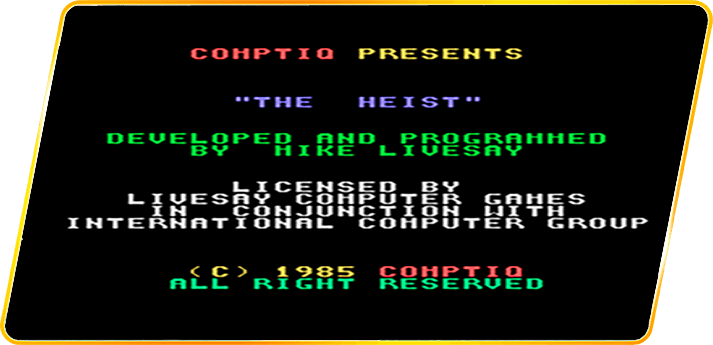 COMPTIQ PRESENTS
"THE HEIST"
DEVELOPED AND PROGRAMMED
BY MIKE LIVESAY
LICENSED BY
LIVESAY COMPUTER GAMES
IN CONJUNCTION WITH
INTERNATIONAL COMPUTER GROUP
(C) 1985 COMPTIQ
ALL RIGHT RESERVED